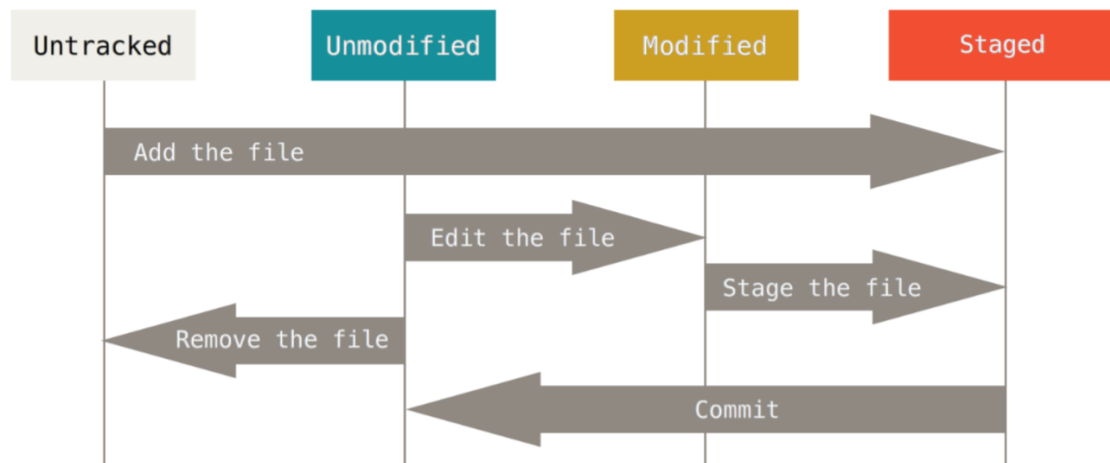 Untracked
Unmodified
Modified
Staged
Add the file
Edit the file
Stage the file
Remove the file
Commit